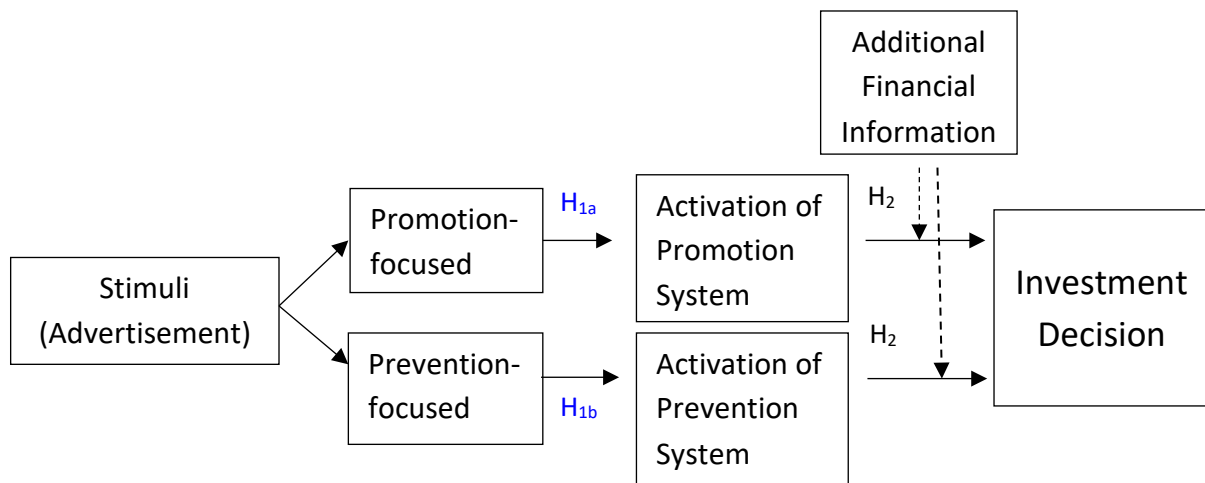 Additional
Financial
Information
Stimuli
(Advertisement)
Promotion-
focused
H1a
Activation of
Promotion
System
H2
Prevention-
focused
H1b
Activation of
Prevention
System
H2
Investment
Decision